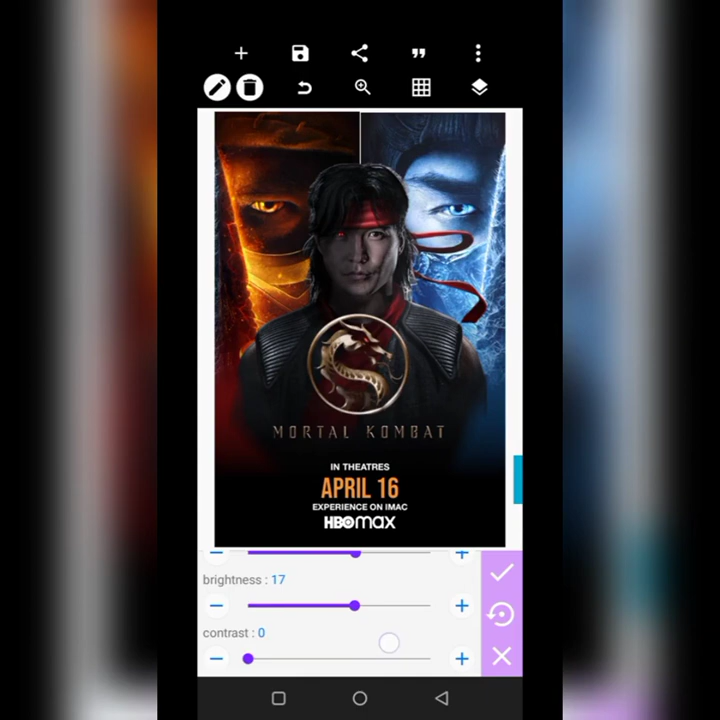 MORTAL KOMBAT
IN THEATRES
APRIL 16
EXPERIENCE ON IMAC
HBOmax
brightness : 17
contrast : 0